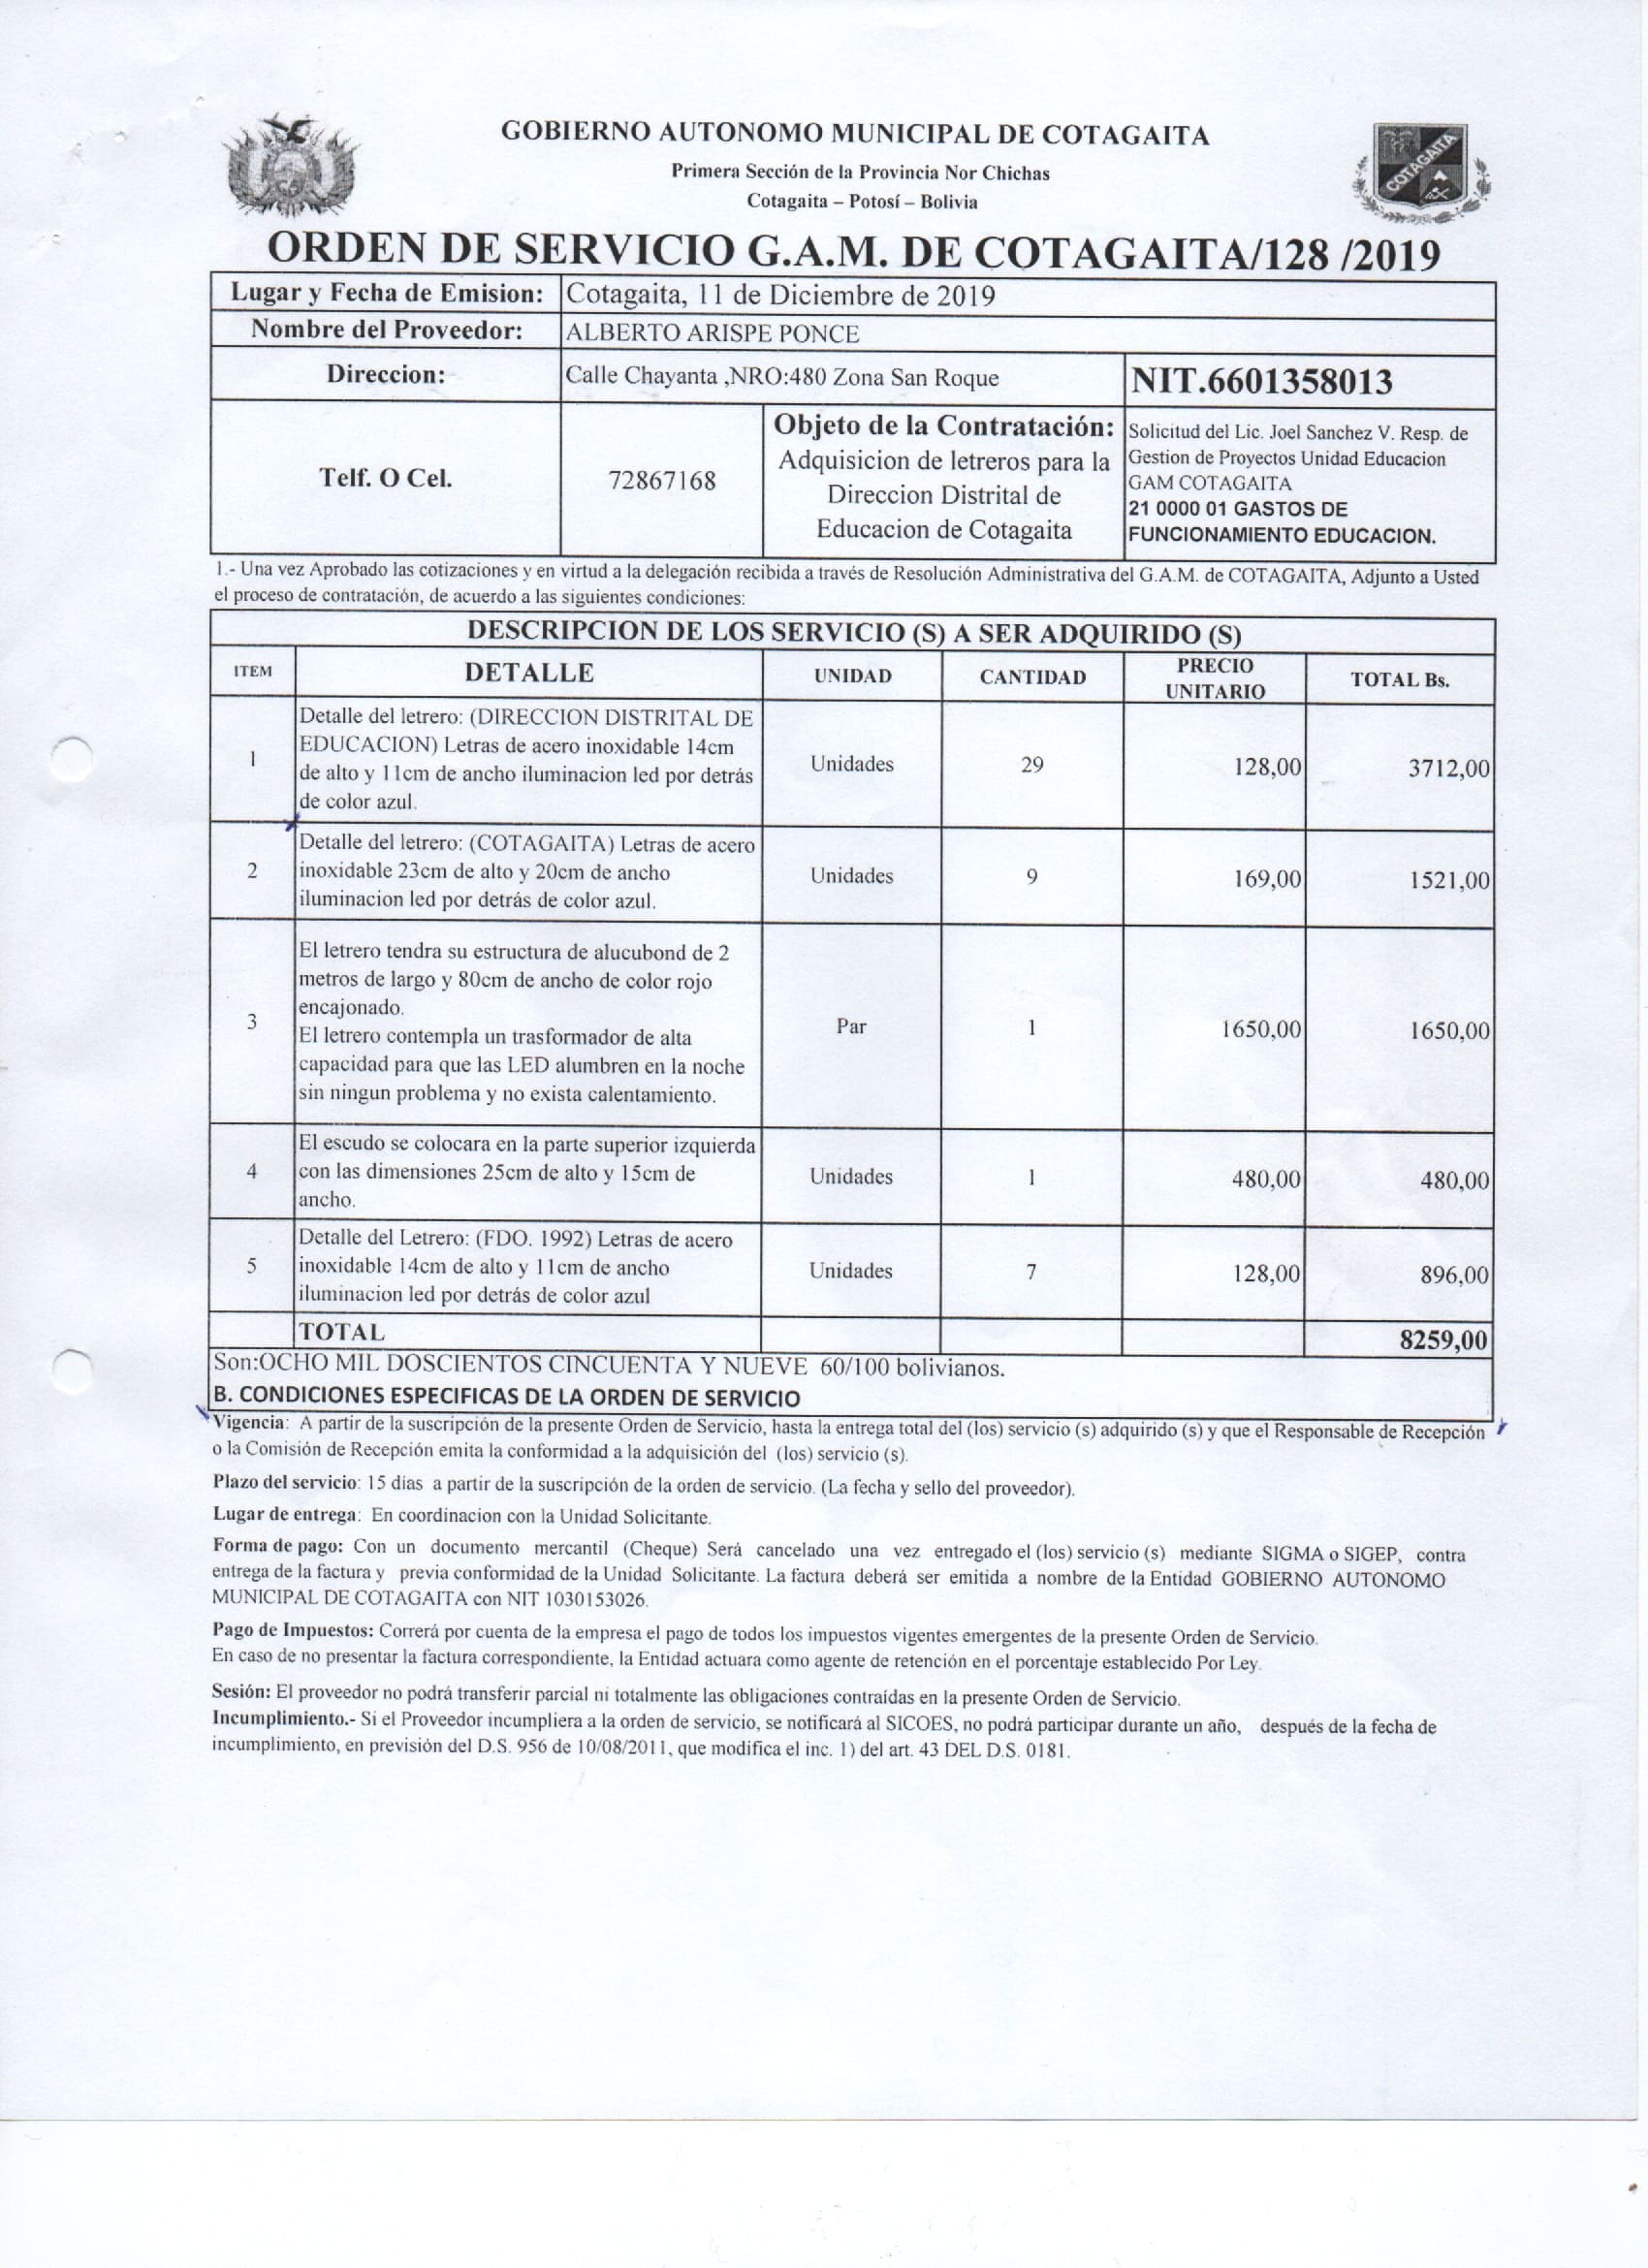 GOBIERNO AUTONOMO MUNICIPAL DE COTAGAITA
Primera Sección de la Provincia Nor Chichas
Cotagaita – Potosí – Bolivia
COTAGAITA
ORDEN DE SERVICIO G.A.M. DE COTAGAITA/128 /2019
Lugar y Fecha de Emision: Cotagaita, 11 de Diciembre de 2019
Nombre del Proveedor: ALBERTO ARISPE PONCE
Direccion: Calle Chayanta ,NRO:480 Zona San Roque NIT.6601358013
Telf. O Cel. 72867168
Objeto de la Contratación:
Adquisicion de letreros para la
Direccion Distrital de
Educacion de Cotagaita
Solicitud del Lic. Joel Sanchez V. Resp. de
Gestion de Proyectos Unidad Educacion
GAM COTAGAITA
21 0000 01 GASTOS DE
FUNCIONAMIENTO EDUCACION.
1.- Una vez Aprobado las cotizaciones y en virtud a la delegación recibida a través de Resolución Administrativa del G.A.M. de COTAGAITA, Adjunto a Usted
el proceso de contratación, de acuerdo a las siguientes condiciones:
DESCRIPCION DE LOS SERVICIO (S) A SER ADQUIRIDO (S)
ITEM DETALLE UNIDAD CANTIDAD PRECIO UNITARIO TOTAL Bs.
1 Detalle del letrero: (DIRECCION DISTRITAL DE
EDUCACION) Letras de acero inoxidable 14cm
de alto y 11cm de ancho iluminacion led por detrás
de color azul.
Unidades 29 128,00 3712,00
2 Detalle del letrero: (COTAGAITA) Letras de acero
inoxidable 23cm de alto y 20cm de ancho
iluminacion led por detrás de color azul.
Unidades 9 169,00 1521,00
3 El letrero tendra su estructura de alucubond de 2
metros de largo y 80cm de ancho de color rojo
encajonado.
El letrero contempla un trasformador de alta
capacidad para que las LED alumbren en la noche
sin ningun problema y no exista calentamiento.
Par 1 1650,00 1650,00
4 El escudo se colocara en la parte superior izquierda
con las dimensiones 25cm de alto y 15cm de
ancho.
Unidades 1 480,00 480,00
5 Detalle del Letrero: (FDO. 1992) Letras de acero
inoxidable 14cm de alto y 11cm de ancho
iluminacion led por detrás de color azul
Unidades 7 128,00 896,00
TOTAL 8259,00
Son:OCHO MIL DOSCIENTOS CINCUENTA Y NUEVE 60/100 bolivianos.
B. CONDICIONES ESPECIFICAS DE LA ORDEN DE SERVICIO
Vigencia: A partir de la suscripción de la presente Orden de Servicio, hasta la entrega total del (los) servicio (s) adquirido (s) y que el Responsable de Recepción
o la Comisión de Recepción emita la conformidad a la adquisición del (los) servicio (s).
Plazo del servicio: 15 días a partir de la suscripción de la orden de servicio. (La fecha y sello del proveedor).
Lugar de entrega: En coordinacion con la Unidad Solicitante.
Forma de pago: Con un documento mercantil (Cheque) Será cancelado una vez entregado el (los) servicio (s) mediante SIGMA o SIGEP, contra
entrega de la factura y previa conformidad de la Unidad Solicitante. La factura deberá ser emitida a nombre de la Entidad GOBIERNO AUTONOMO
MUNICIPAL DE COTAGAITA con NIT 1030153026.
Pago de Impuestos: Correrá por cuenta de la empresa el pago de todos los impuestos vigentes emergentes de la presente Orden de Servicio.
En caso de no presentar la factura correspondiente, la Entidad actuara como agente de retención en el porcentaje establecido Por Ley.
Sesión: El proveedor no podrá transferir parcial ni totalmente las obligaciones contraídas en la presente Orden de Servicio.
Incumplimiento.- Si el Proveedor incumpliera a la orden de servicio, se notificará al SICOES, no podrá participar durante un año, después de la fecha de
incumplimiento, en previsión del D.S. 956 de 10/08/2011, que modifica el inc. 1) del art. 43 DEL D.S. 0181.